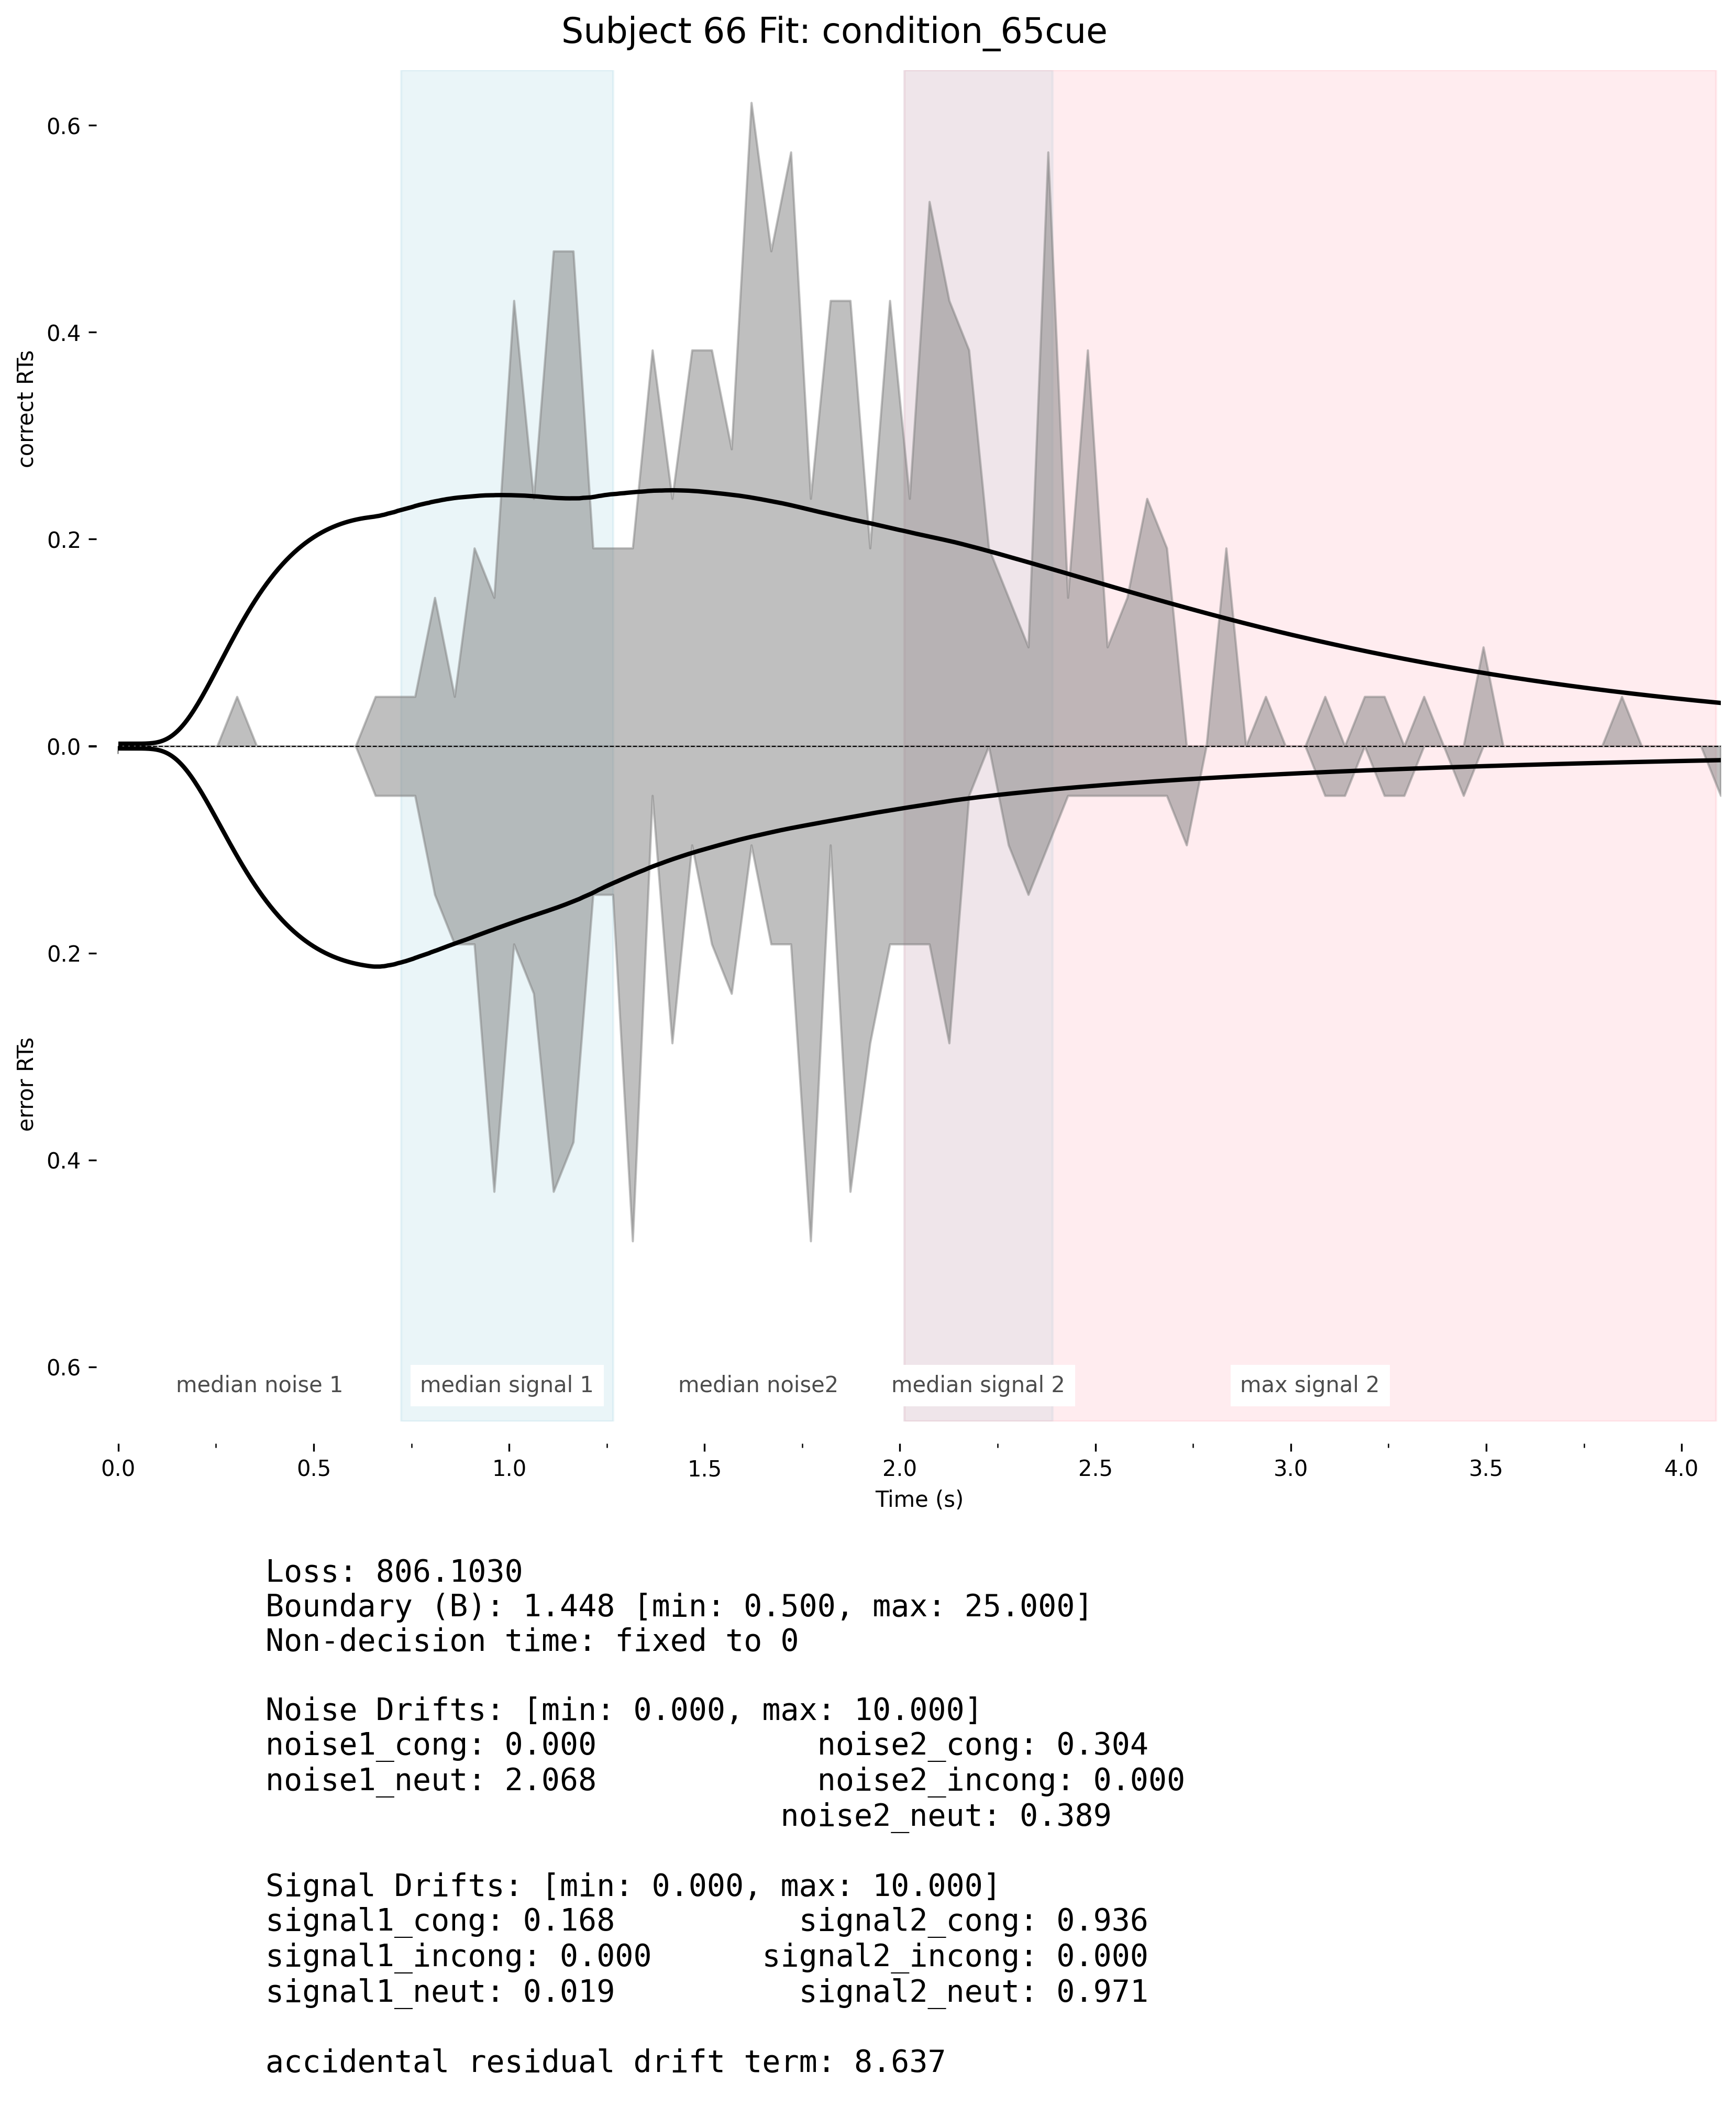 Subject 66 Fit: condition_65cue
0.6
0.4
correct RTs
0.2
0.0
0.2
error RTs
0.4
0.6
median noise 1 median signal 1 median noise2 median signal 2 max signal 2
0.0 0.5 1.0 1.5 2.0 2.5 3.0 3.5 4.0
Time (s)
Loss: 806.1030
Boundary (B): 1.448 [min: 0.500, max: 25.000]
Non-decision time: fixed to 0
Noise Drifts: [min: 0.000, max: 10.000]
noise1_cong: 0.000 noise2_cong: 0.304
noise1_neut: 2.068 noise2_incong: 0.000
noise2_neut: 0.389
Signal Drifts: [min: 0.000, max: 10.000]
signal1_cong: 0.168 signal2_cong: 0.936
signal1_incong: 0.000 signal2_incong: 0.000
signal1_neut: 0.019 signal2_neut: 0.971
accidental residual drift term: 8.637